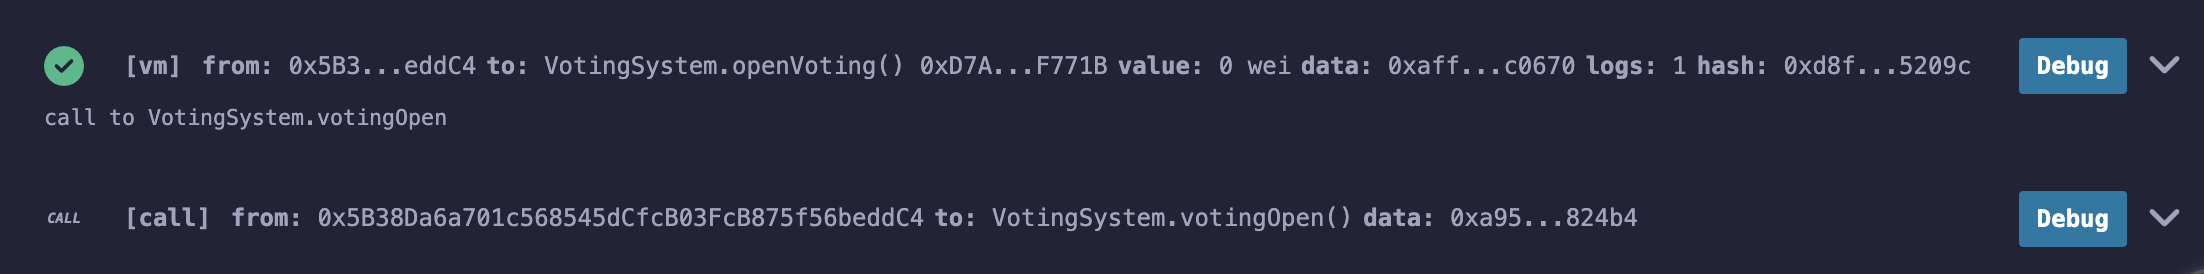 [vm] from: 0x5B3...eddC4 to: VotingSystem.openVoting() 0xD7A...F771B value: 0 wei data: 0xaff...c0670 logs: 1 hash: 0xd8f...5209c Debug
call to VotingSystem.votingOpen
CALL [call] from: 0x5B38Da6a701c568545dCfcB03FcB875f56beddC4 to: VotingSystem.votingOpen() data: 0xa95...824b4 Debug